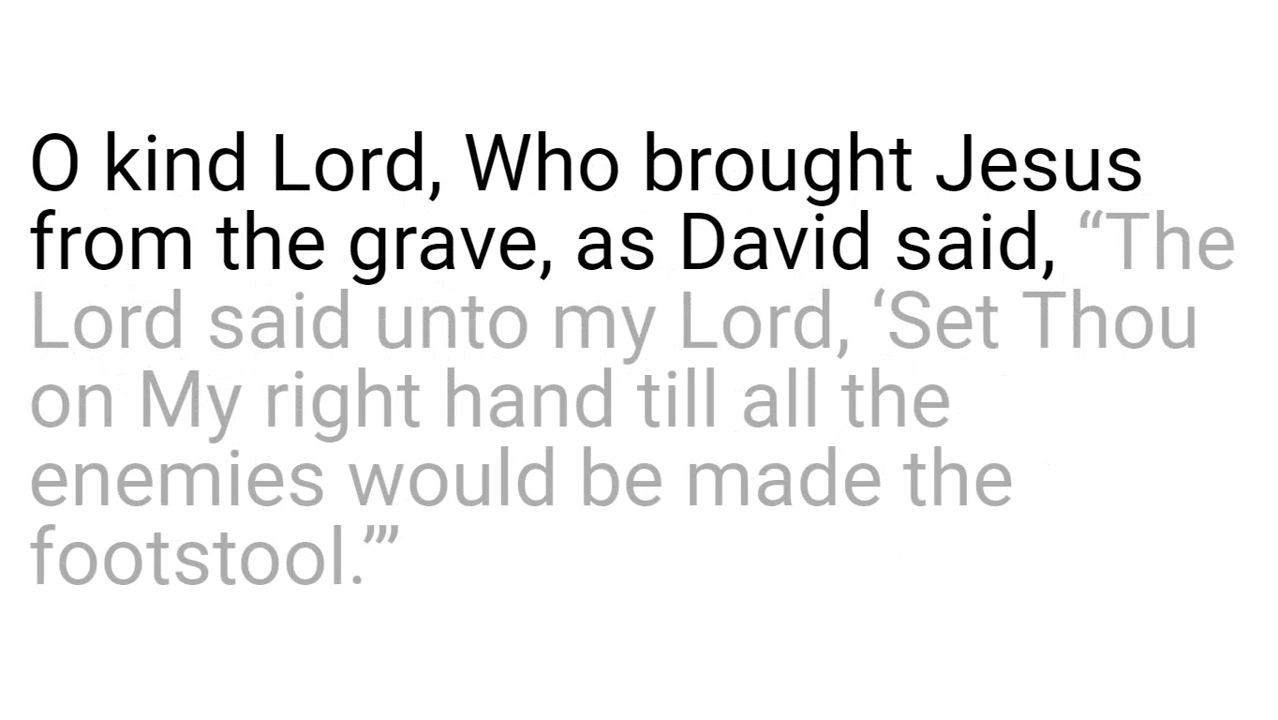 O kind Lord, Who brought Jesus
from the grave, as David said, “The
Lord said unto my Lord, ‘Set Thou
on My right hand till all the
enemies would be made the
footstool.’”